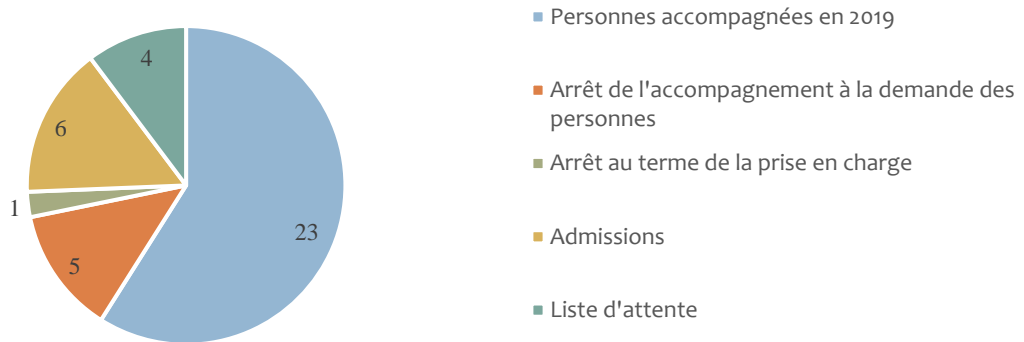 Personnes accompagnées en 2019
4
Arrêt de l'accompagnement à la demande des
personnes
6
Arrêt au terme de la prise en charge
1
23
Admissions
5
Liste d'attente